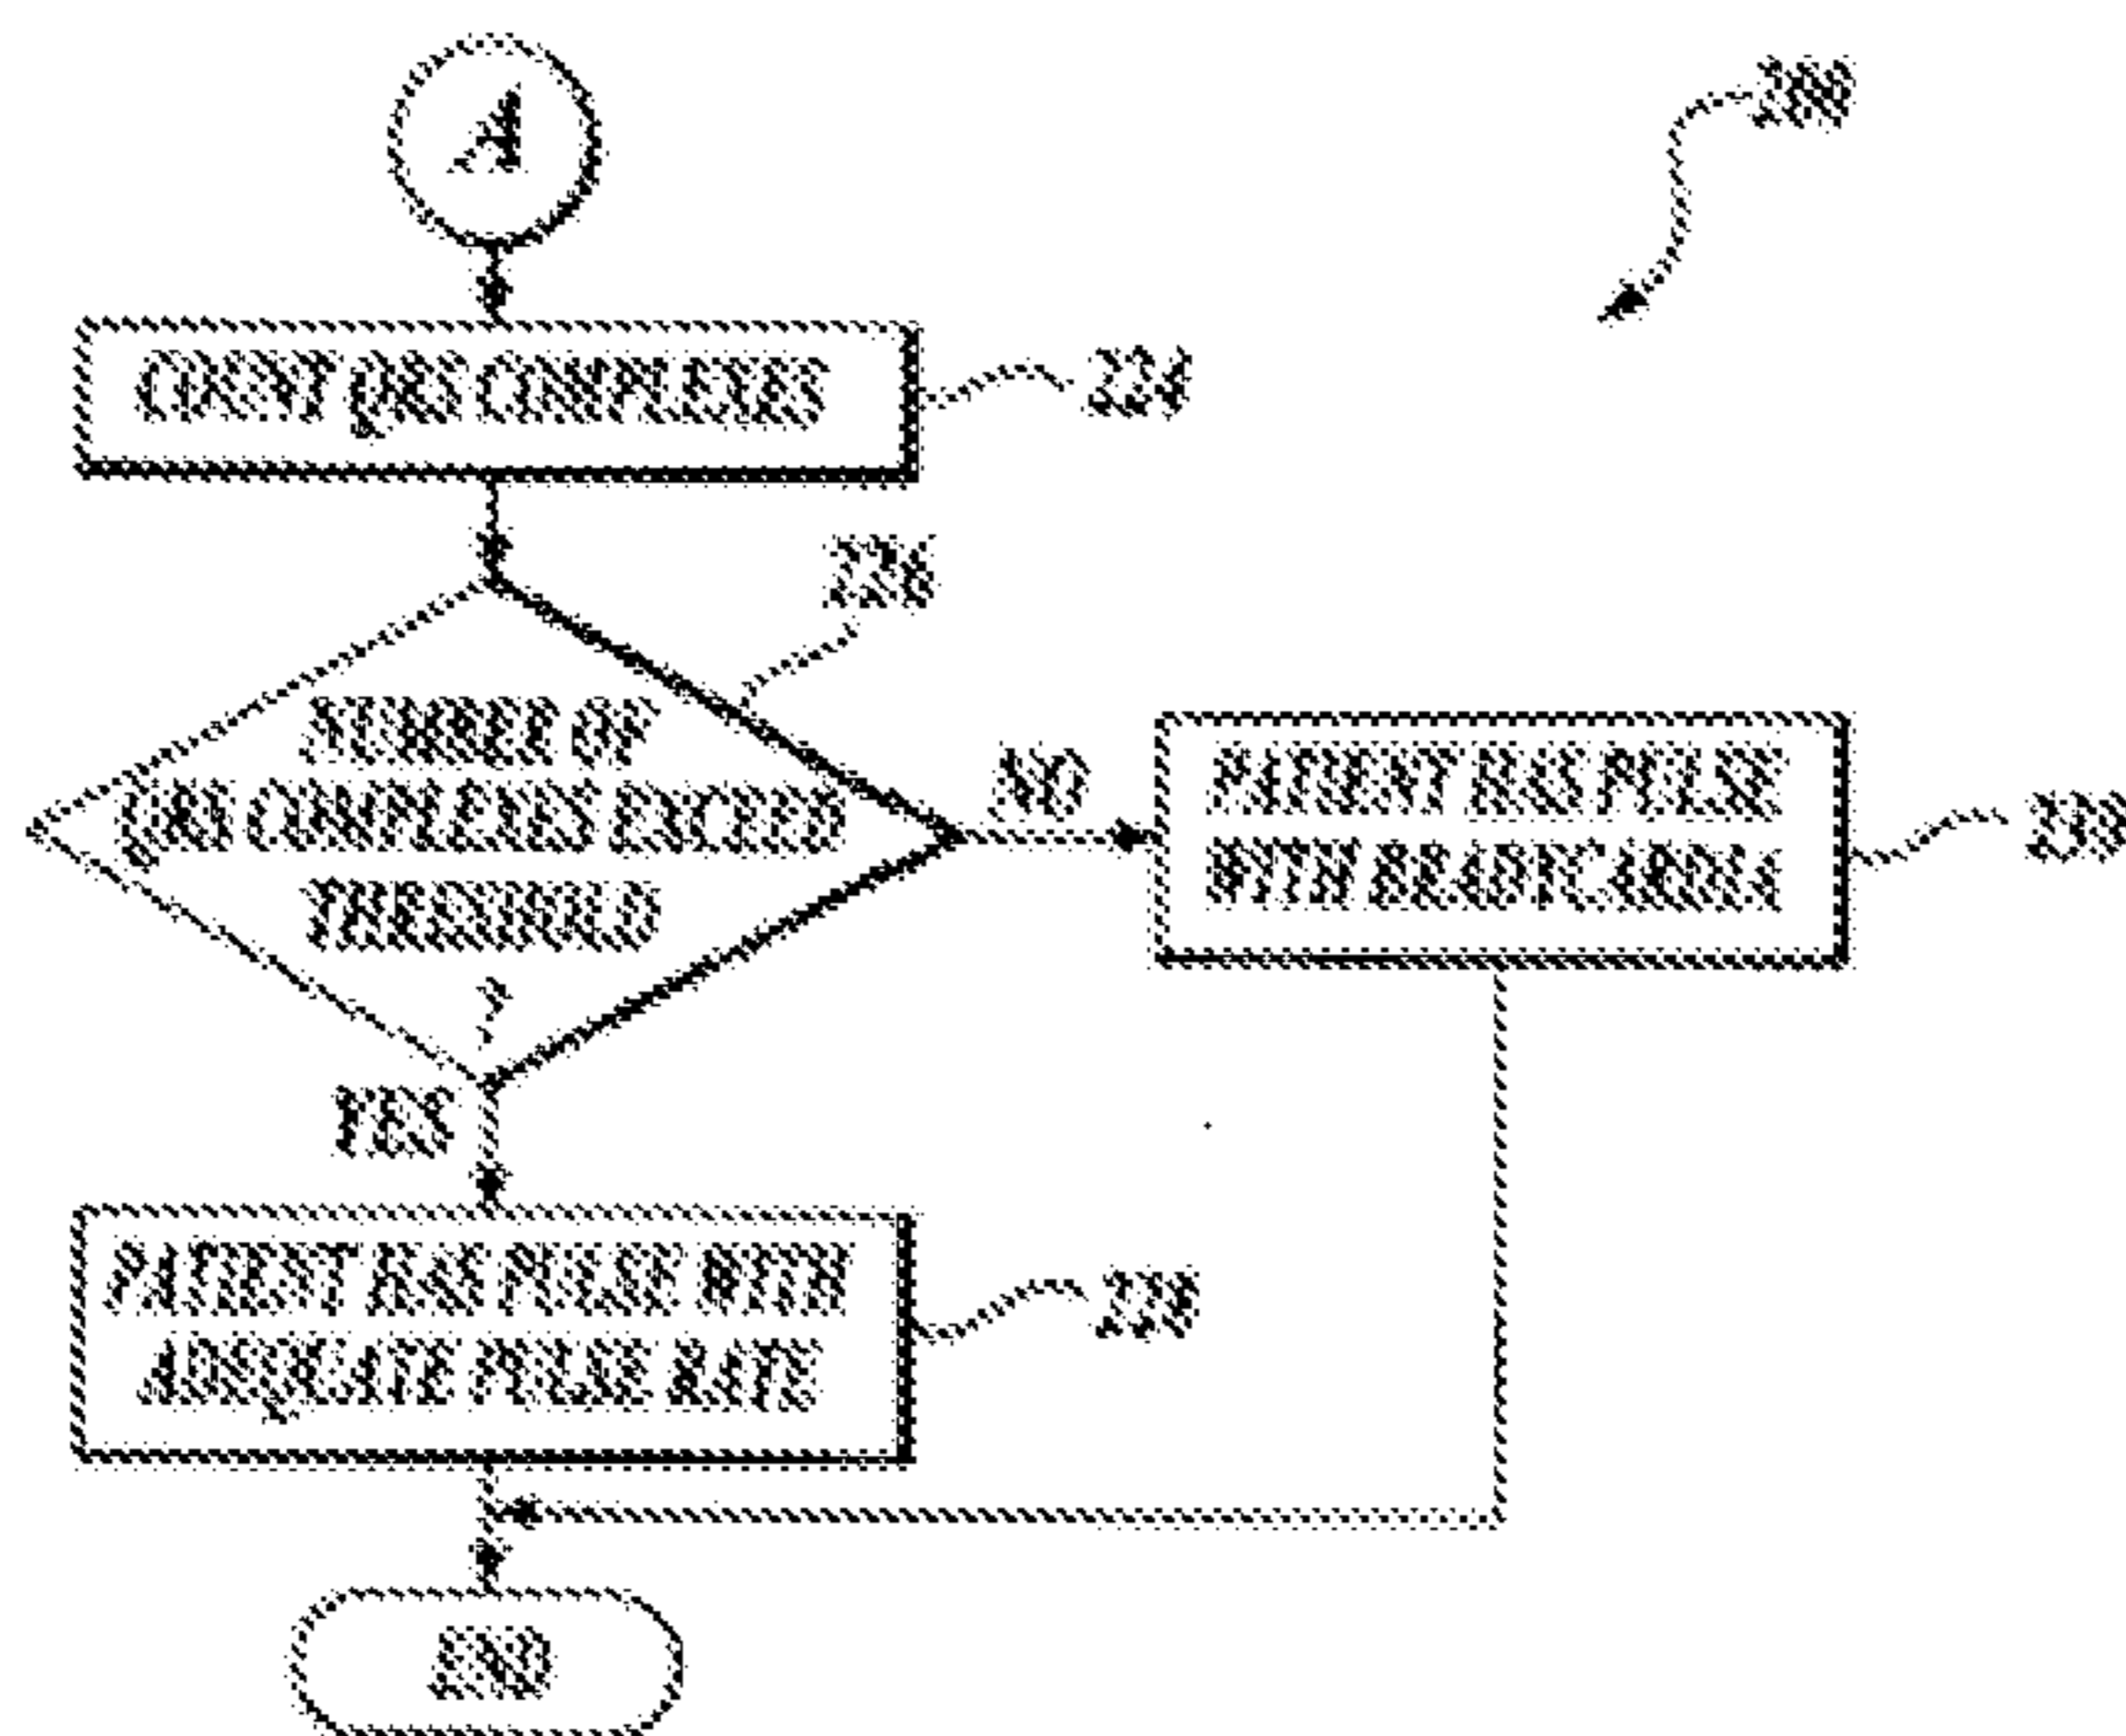 A
COUNT QRS COMPLEXES
224
226
NUMBER OF
QRS COMPLEXES EXCEED
THRESHOLD
?
NO
PATIENT HAS PULSE
WITH BRADYCARDIA
YES
PATIENT HAS PULSE WITH
ADEQUATE PULSE RATE
228
END